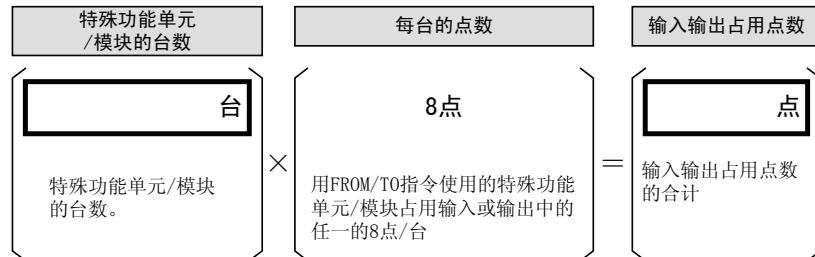 特殊功能单元
/模块的台数
每台的点数
输入输出占用点数
台
8点
点
×
=
特殊功能单元/模块
的台数。
用FROM/TO指令使用的特殊功能
单元/模块占用输入或输出中的
任一的8点/台
输入输出占用点数
的合计